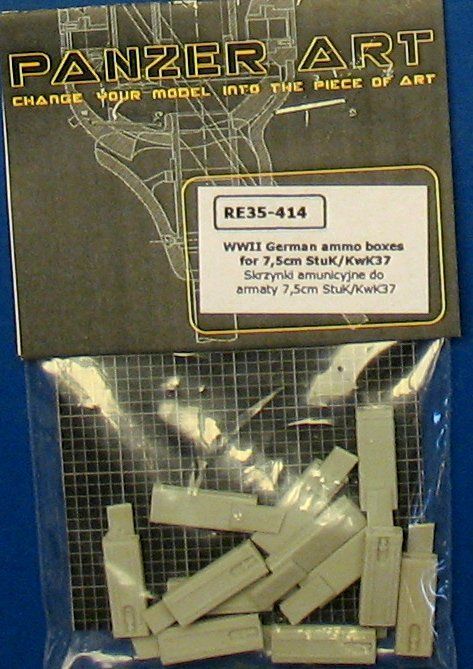 PANZER ART
CHANGE YOUR MODEL INTO THE PIECE OF ART
RE35-414
WWII German ammo boxes
for 7,5cm StuK/KwK37
Skrzynki amunicyjne do
armaty 7,5cm StuK/KwK37